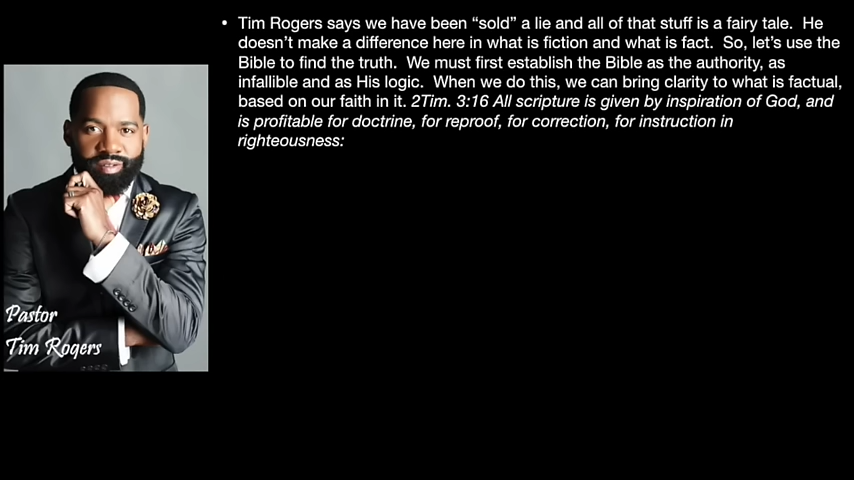 • Tim Rogers says we have been “sold” a lie and all of that stuff is a fairy tale.  He
doesn’t make a difference here in what is fiction and what is fact.  So, let’s use the
Bible to find the truth.  We must first establish the Bible as the authority, as
infallible and as His logic.  When we do this, we can bring clarity to what is factual,
based on our faith in it. 2Tim. 3:16 All scripture is given by inspiration of God, and
is profitable for doctrine, for reproof, for correction, for instruction in
righteousness:
Pastor
Tim Rogers